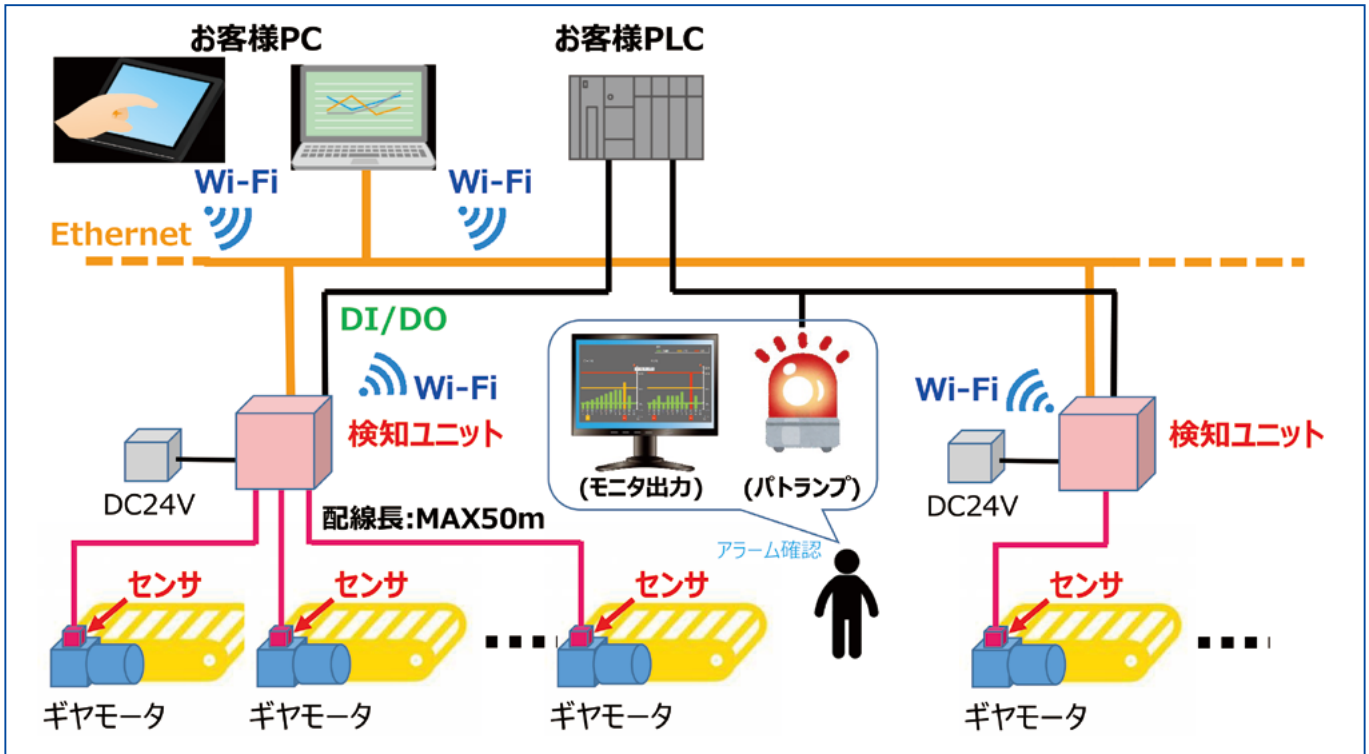 お客様PC
お客様PLC
Wi-Fi
Wi-Fi
Ethernet
DI/DO
Wi-Fi
Wi-Fi
検知ユニット
検知ユニット
(モニタ出力)
(パトランプ)
DC24V
DC24V
配線長:MAX50m
アラーム確認
センサ
センサ
センサ
センサ
ギヤモータ
ギヤモータ
ギヤモータ
ギヤモータ